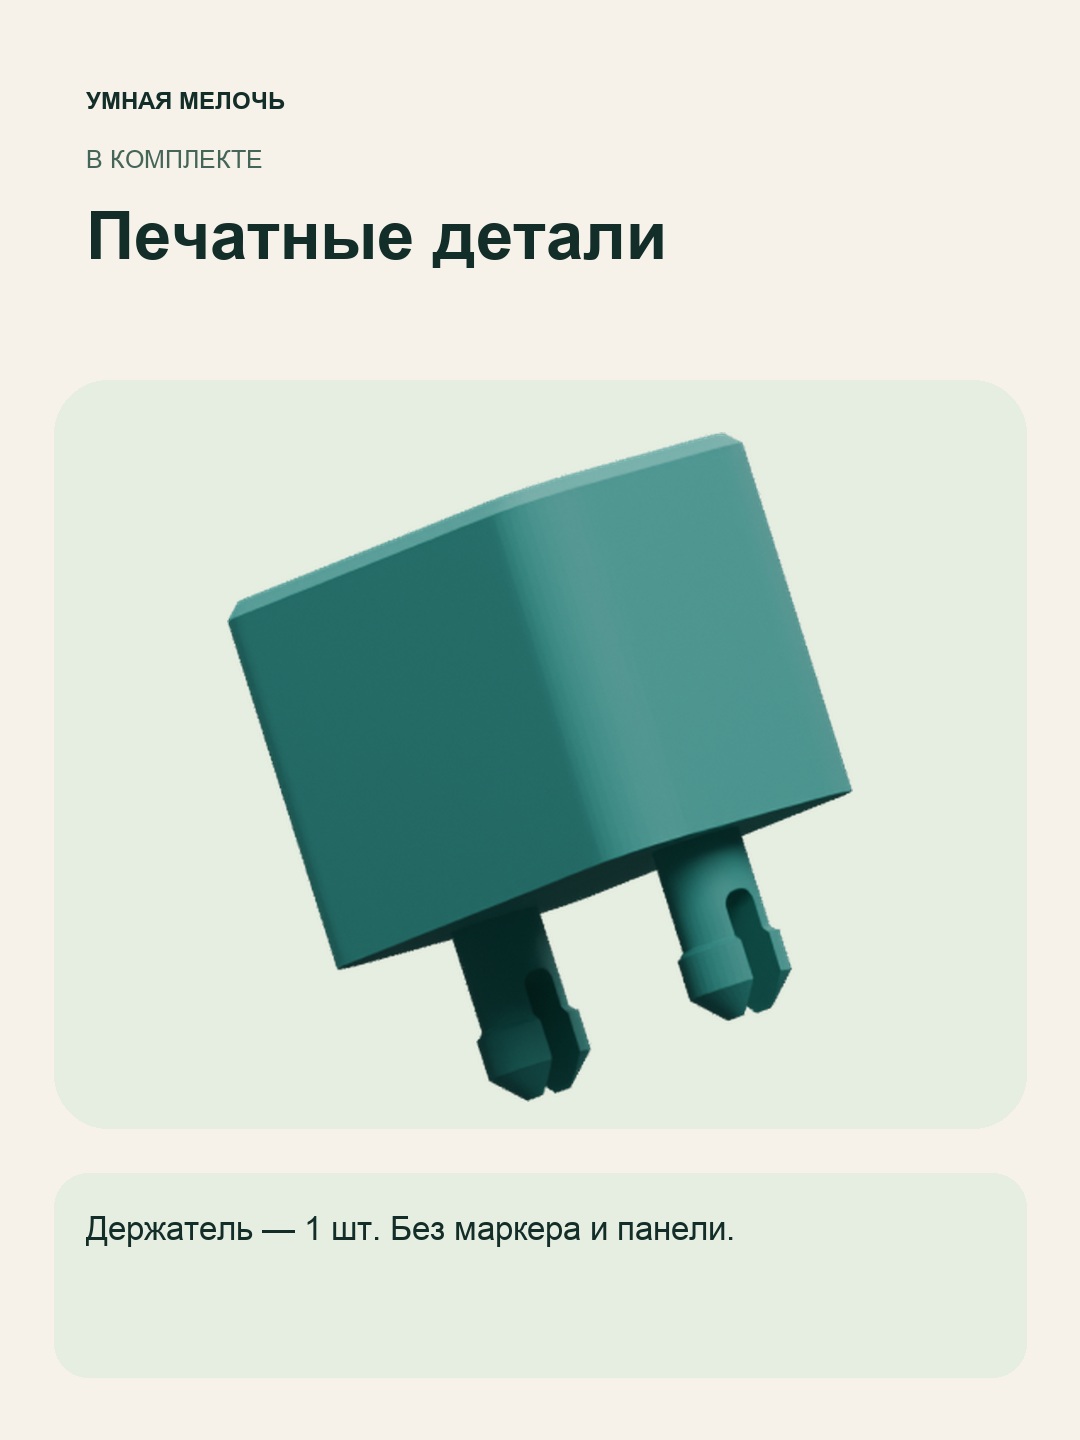 УМНАЯ МЕЛОЧЬ
В КОМПЛЕКТЕ
Печатные детали
Держатель — 1 шт. Без маркера и панели.